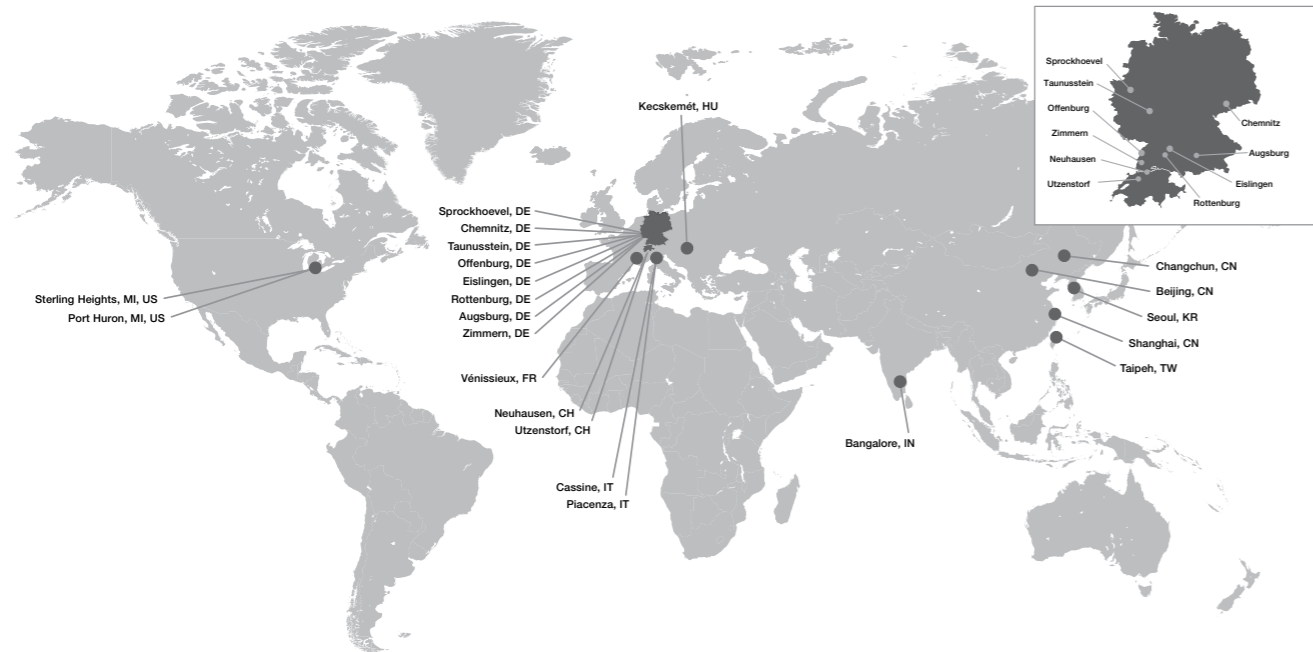 Kecskemét, HU
Sprockhoevel, DE
Chemnitz, DE
Taunusstein, DE
Offenburg, DE
Eislingen, DE
Rottenburg, DE
Augsburg, DE
Zimmern, DE
Vénissieux, FR
Neuhausen, CH
Utzenstorf, CH
Cassine, IT
Piacenza, IT
Sterling Heights, MI, US
Port Huron, MI, US
Changchun, CN
Beijing, CN
Seoul, KR
Shanghai, CN
Taipeh, TW
Bangalore, IN
Sprockhoevel
Taunusstein
Offenburg
Zimmern
Neuhausen
Utzenstorf
Chemnitz
Augsburg
Eislingen
Rottenburg